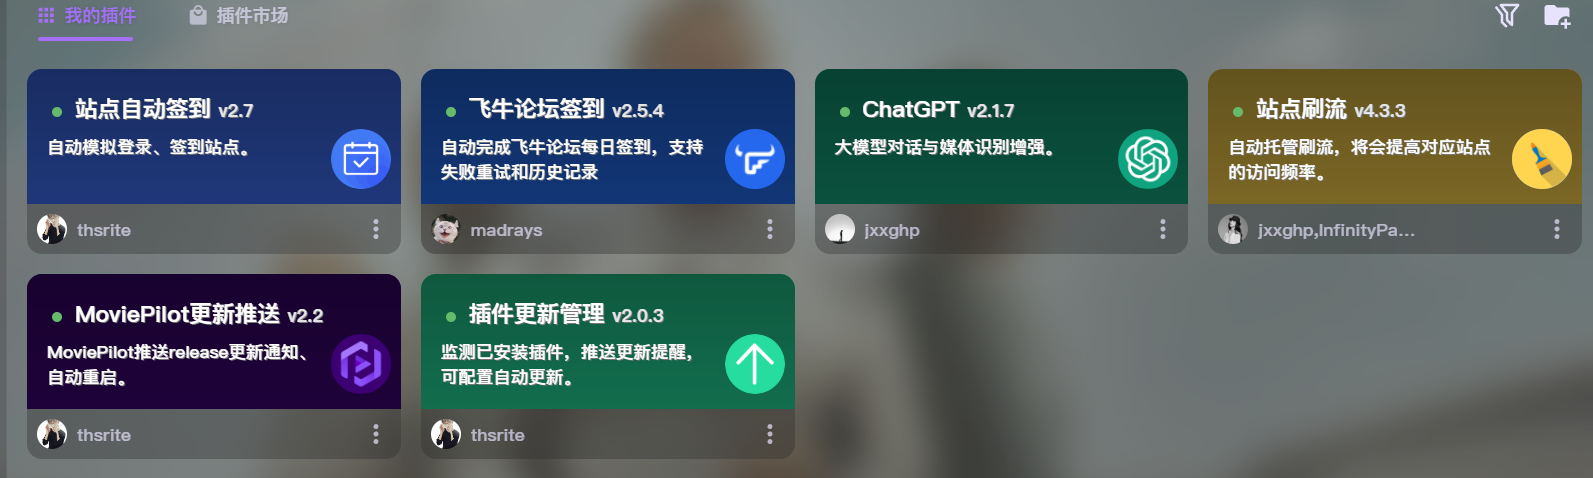 我的插件
插件市场
站点自动签到 v2.7
自动模拟登录、签到站点。
thsrite
飞牛论坛签到 v2.5.4
自动完成飞牛论坛每日签到，支持
失败重试和历史记录
madrays
ChatGPT v2.1.7
大模型对话与媒体识别增强。
jxxghp
站点刷流 v4.3.3
自动托管刷流，将会提高对应站点
的访问频率。
jxxghp,InfinityPa...
MoviePilot更新推送 v2.2
MoviePilot推送release更新通知、
自动重启。
thsrite
插件更新管理 v2.0.3
监测已安装插件，推送更新提醒，
可配置自动更新。
thsrite